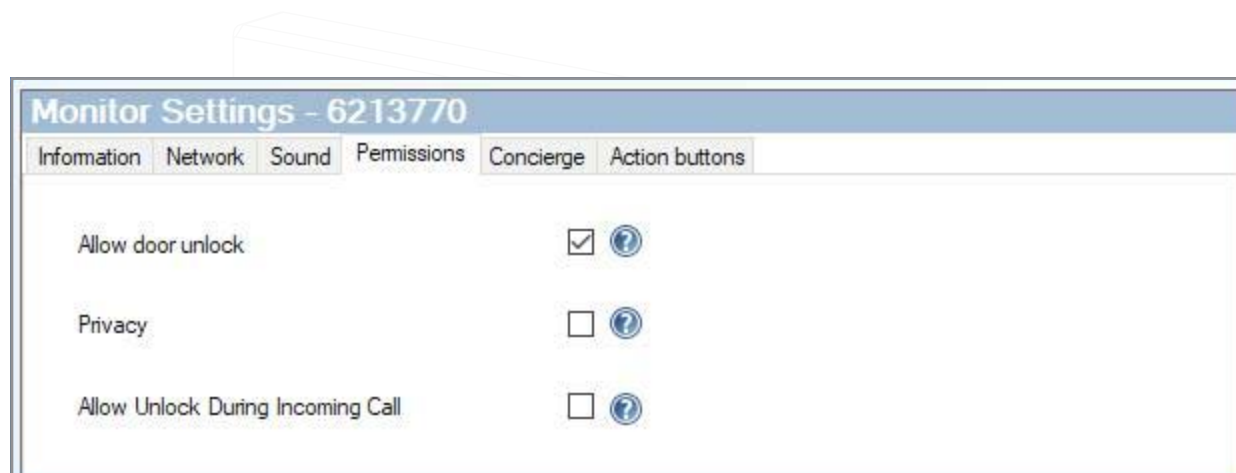 Monitor Settings - 6213770
Information Network Sound Permissions Concierge Action buttons
Allow door unlock
Privacy
Allow Unlock During Incoming Call